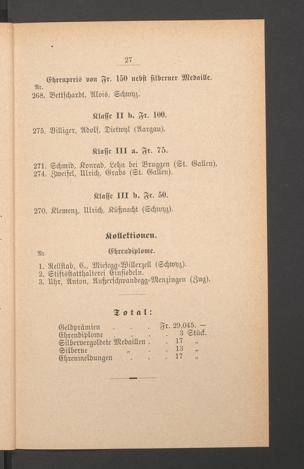 27
Ehrenpreis von Fr. 150 nebst silberner Medaille.
Nr.
268. Bettschardt, Alois, Schwyz.
Klasse II b. Fr. 100.
275. Villiger, Adolf, Dietwyl (Aargau).
Klasse III a. Fr. 75.
271. Schmid, Konrad, Lehn bei Bruggen (St. Gallen).
274. Zweifel, Ulrich, Grabs (St. Gallen).
Klasse III b. Fr. 50.
270. Klemenz, Ulrich, Küßnacht (Schwyz).
Kollektionen.
Nr. Ehrendiplome.
1. Rellstab, C., Miesegg-Willerzell (Schwyz).
2. Stiftstatthalterei Einsiedeln.
3. Uhr, Anton, Außerschwandegg-Menzingen (Zug).
Total:
Geldprämien . . . Fr. 29,045. —
Ehrendiplome . . . 3 Stück.
Silbervergoldete Medaillen . . 17 „
Silberne „ . . 13 „
Ehrenmeldungen . . . 17 „